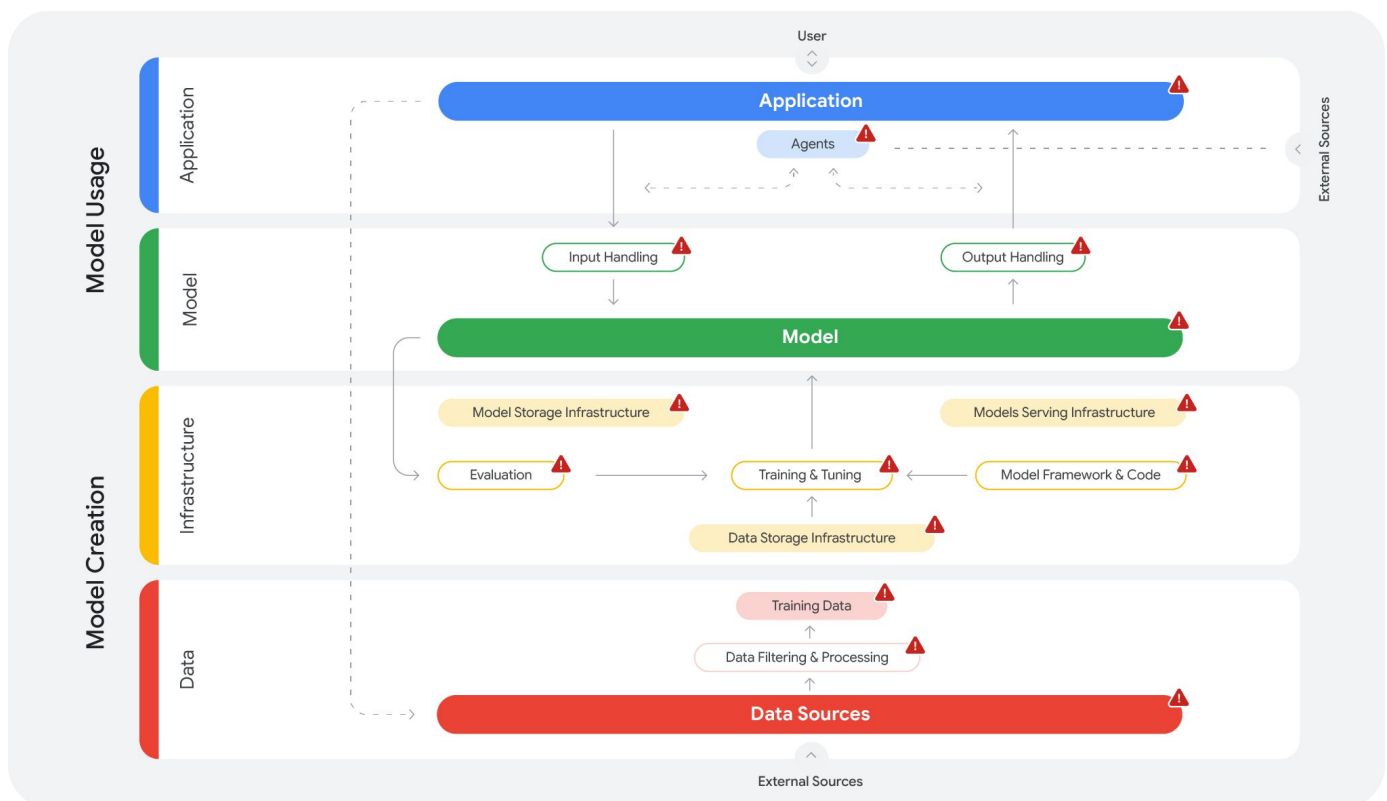 User
Model Usage
Application
Application
Agents
External Sources
Model
Input Handling
Output Handling
Model
Model Creation
Infrastructure
Model Storage Infrastructure
Models Serving Infrastructure
Evaluation
Training & Tuning
Model Framework & Code
Data Storage Infrastructure
Data
Training Data
Data Filtering & Processing
Data Sources
External Sources